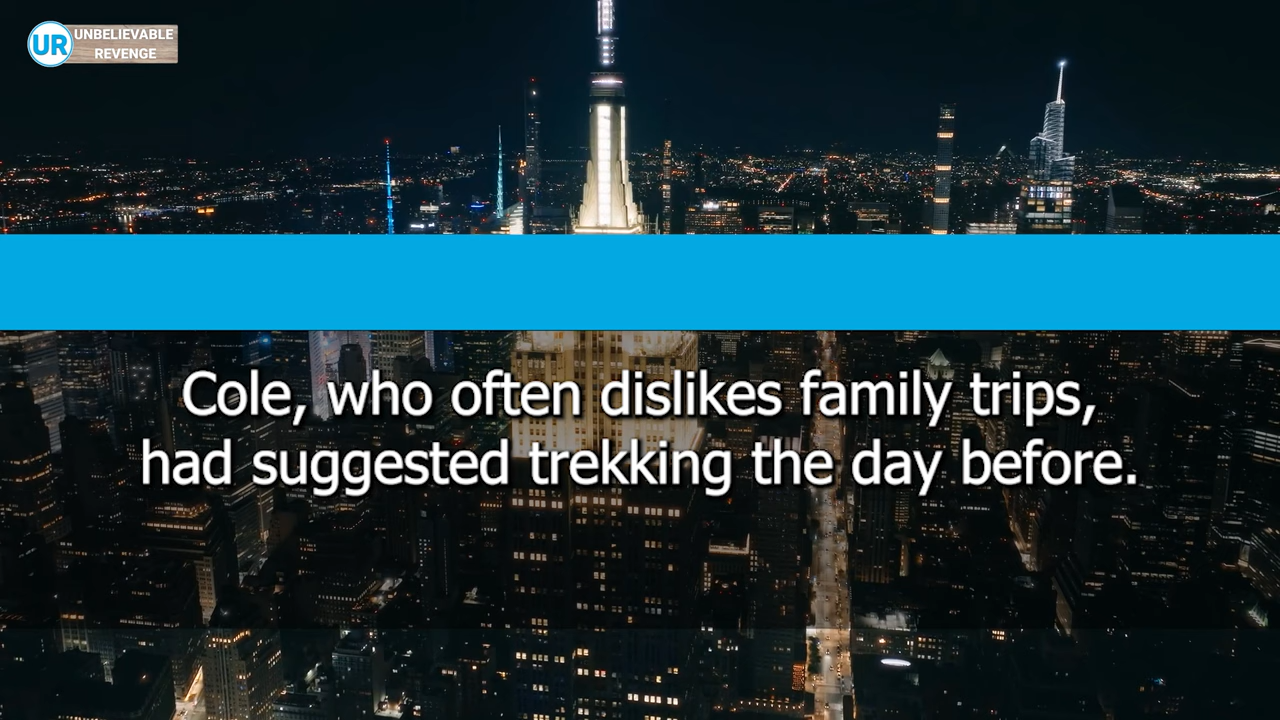 UR
UNBELIEVABLE
REVENGE
Cole, who often dislikes family trips,
had suggested trekking the day before.